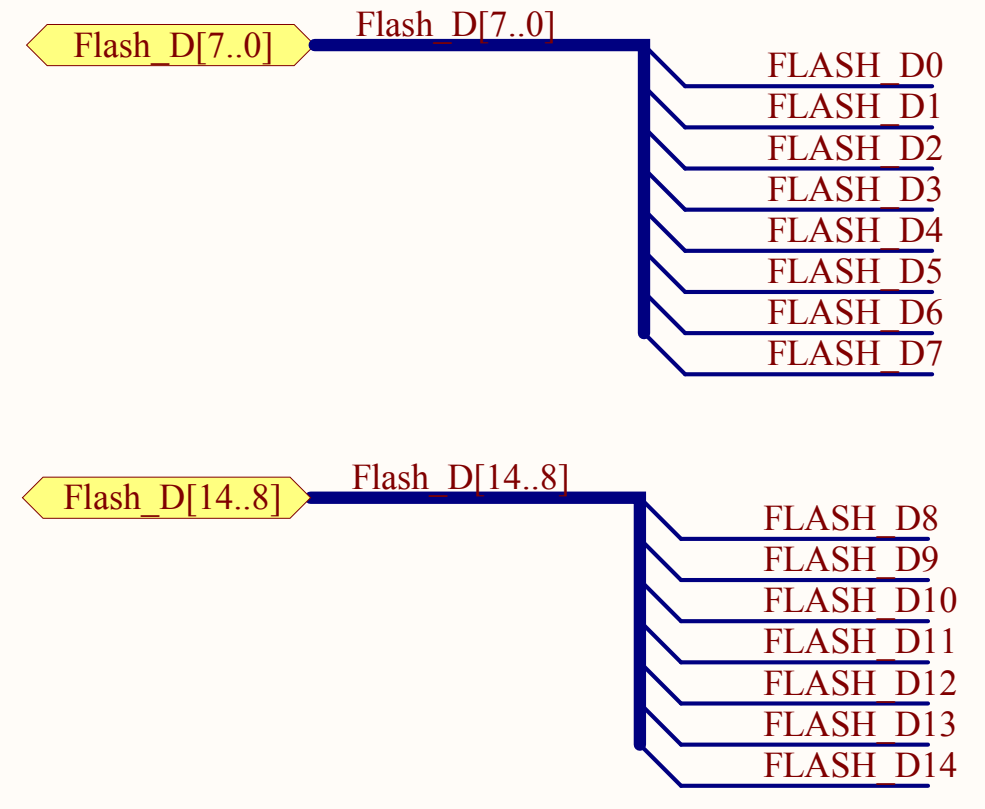 Flash_D[7..0]
Flash_D[7..0]
FLASH_D0
FLASH_D1
FLASH_D2
FLASH_D3
FLASH_D4
FLASH_D5
FLASH_D6
FLASH_D7
Flash_D[14..8]
Flash_D[14..8]
FLASH_D8
FLASH_D9
FLASH_D10
FLASH_D11
FLASH_D12
FLASH_D13
FLASH_D14